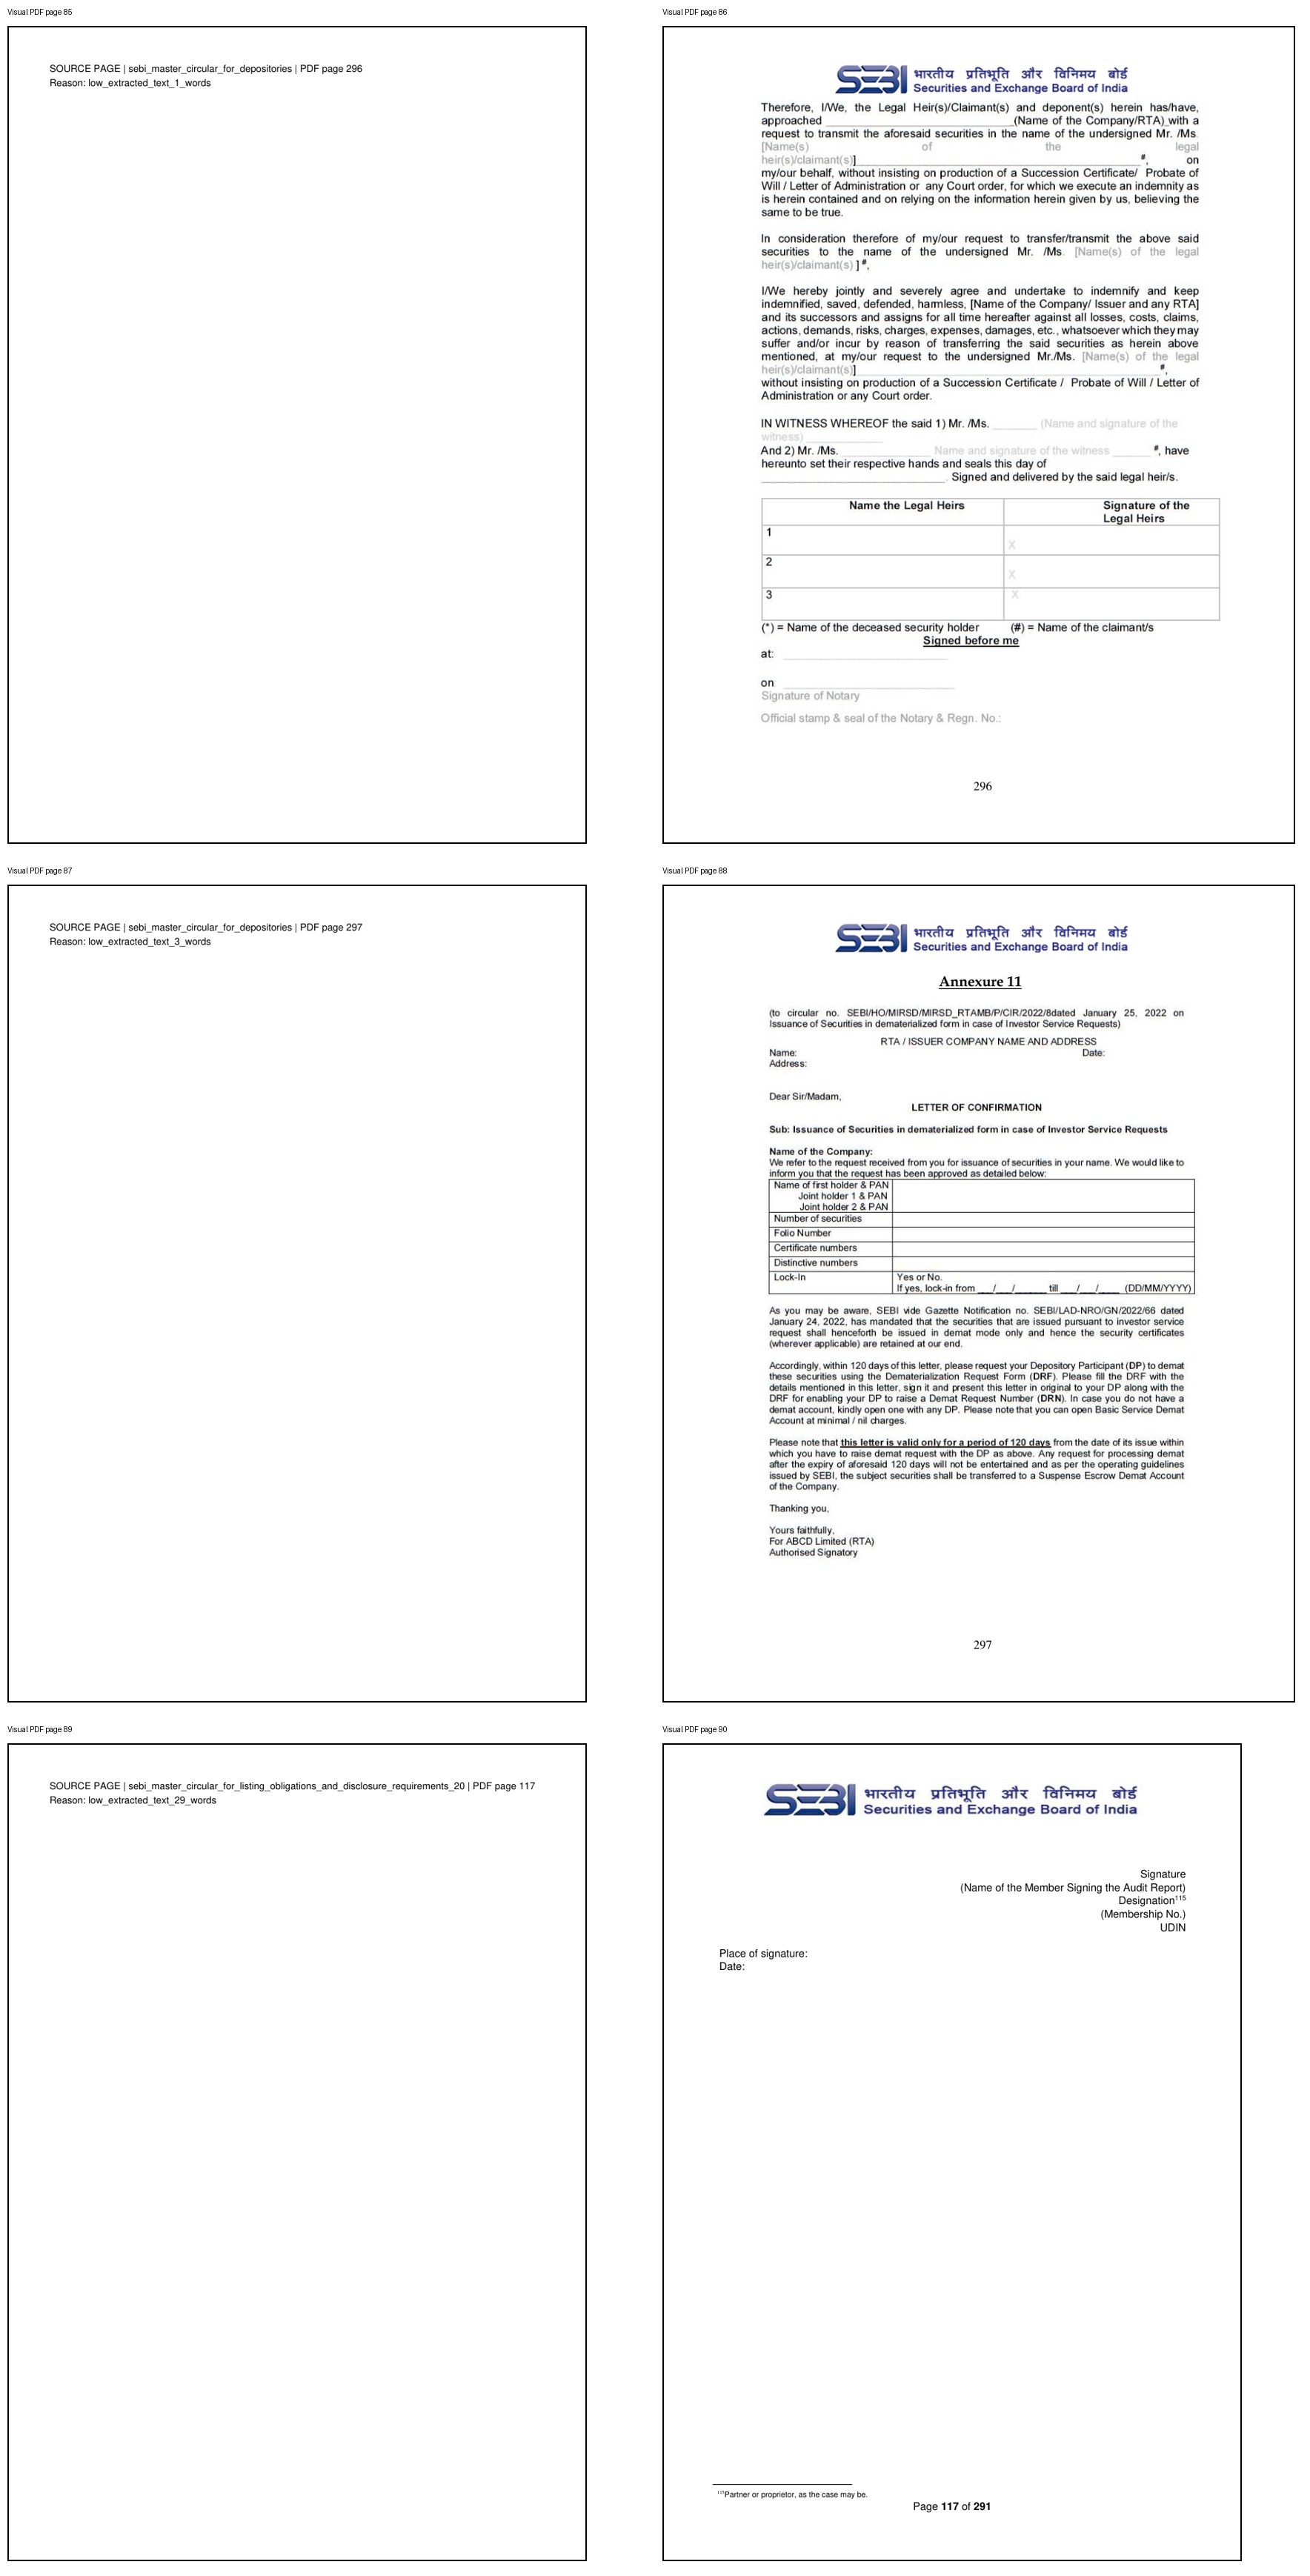 Visual PDF page 85
SOURCE PAGE | sebi_master_circular_for_depositories | PDF page 296
Reason: low_extracted_text_1_words
Visual PDF page 86
SEBI भारतीय प्रतिभूति और विनिमय बोर्ड
Securities and Exchange Board of India
Therefore, I/We, the Legal Heir(s)/Claimant(s) and deponent(s) herein has/have,
approached ____________________________(Name of the Company/RTA)_with a
request to transmit the aforesaid securities in the name of the undersigned Mr. /Ms.
[Name(s) of the legal
heir(s)/claimant(s)]____________________________________________#, on
my/our behalf, without insisting on production of a Succession Certificate/ Probate of
Will / Letter of Administration or any Court order, for which we execute an indemnity as
is herein contained and on relying on the information herein given by us, believing the
same to be true.
In consideration therefore of my/our request to transfer/transmit the above said
securities to the name of the undersigned Mr. /Ms. [Name(s) of the legal
heir(s)/claimant(s) ] #,
I/We hereby jointly and severely agree and undertake to indemnify and keep
indemnified, saved, defended, harmless, [Name of the Company/ Issuer and any RTA]
and its successors and assigns for all time hereafter against all losses, costs, claims,
actions, demands, risks, charges, expenses, damages, etc., whatsoever which they may
suffer and/or incur by reason of transferring the said securities as herein above
mentioned, at my/our request to the undersigned Mr./Ms. [Name(s) of the legal
heir(s)/claimant(s)]____________________________________________#,
without insisting on production of a Succession Certificate / Probate of Will / Letter of
Administration or any Court order.
IN WITNESS WHEREOF the said 1) Mr. /Ms. _______ (Name and signature of the
witness) ____________
And 2) Mr. /Ms. ______________ Name and signature of the witness ______ #, have
hereunto set their respective hands and seals this day of
_____________________________. Signed and delivered by the said legal heir/s.
Name the Legal Heirs Signature of the
Legal Heirs
1 X
2 X
3 X
(*) = Name of the deceased security holder (#) = Name of the claimant/s
Signed before me
at: __________________________
on ___________________________
Signature of Notary
Official stamp & seal of the Notary & Regn. No.:
296
Visual PDF page 87
SOURCE PAGE | sebi_master_circular_for_depositories | PDF page 297
Reason: low_extracted_text_3_words
Visual PDF page 88
SEBI भारतीय प्रतिभूति और विनिमय बोर्ड
Securities and Exchange Board of India
Annexure 11
(to circular no. SEBI/HO/MIRSD/MIRSD_RTAMB/P/CIR/2022/8dated January 25, 2022 on
Issuance of Securities in dematerialized form in case of Investor Service Requests)
RTA / ISSUER COMPANY NAME AND ADDRESS
Name: Date:
Address:
Dear Sir/Madam,
LETTER OF CONFIRMATION
Sub: Issuance of Securities in dematerialized form in case of Investor Service Requests
Name of the Company:
We refer to the request received from you for issuance of securities in your name. We would like to
inform you that the request has been approved as detailed below:
Name of first holder & PAN
Joint holder 1 & PAN
Joint holder 2 & PAN
Number of securities
Folio Number
Certificate numbers
Distinctive numbers
Lock-In Yes or No.
If yes, lock-in from ___/___/______ till ___/___/____ (DD/MM/YYYY)
As you may be aware, SEBI vide Gazette Notification no. SEBI/LAD-NRO/GN/2022/66 dated
January 24, 2022, has mandated that the securities that are issued pursuant to investor service
request shall henceforth be issued in demat mode only and hence the security certificates
(wherever applicable) are retained at our end.
Accordingly, within 120 days of this letter, please request your Depository Participant (DP) to demat
these securities using the Dematerialization Request Form (DRF). Please fill the DRF with the
details mentioned in this letter, sign it and present this letter in original to your DP along with the
DRF for enabling your DP to raise a Demat Request Number (DRN). In case you do not have a
demat account, kindly open one with any DP. Please note that you can open Basic Service Demat
Account at minimal / nil charges.
Please note that this letter is valid only for a period of 120 days from the date of its issue within
which you have to raise demat request with the DP as above. Any request for processing demat
after the expiry of aforesaid 120 days will not be entertained and as per the operating guidelines
issued by SEBI, the subject securities shall be transferred to a Suspense Escrow Demat Account
of the Company.
Thanking you,
Yours faithfully,
For ABCD Limited (RTA)
Authorised Signatory
297
Visual PDF page 89
SOURCE PAGE | sebi_master_circular_for_listing_obligations_and_disclosure_requirements_20 | PDF page 117
Reason: low_extracted_text_29_words
Visual PDF page 90
SEBI भारतीय प्रतिभूति और विनिमय बोर्ड
Securities and Exchange Board of India
Signature
(Name of the Member Signing the Audit Report)
Designation115
(Membership No.)
UDIN
Place of signature:
Date:
115Partner or proprietor, as the case may be.
Page 117 of 291